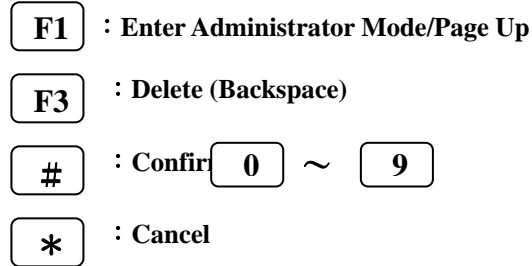 F1 : Enter Administrator Mode/Page Up
F3 : Delete (Backspace)
# : Confir 0 ~ 9
* : Cancel